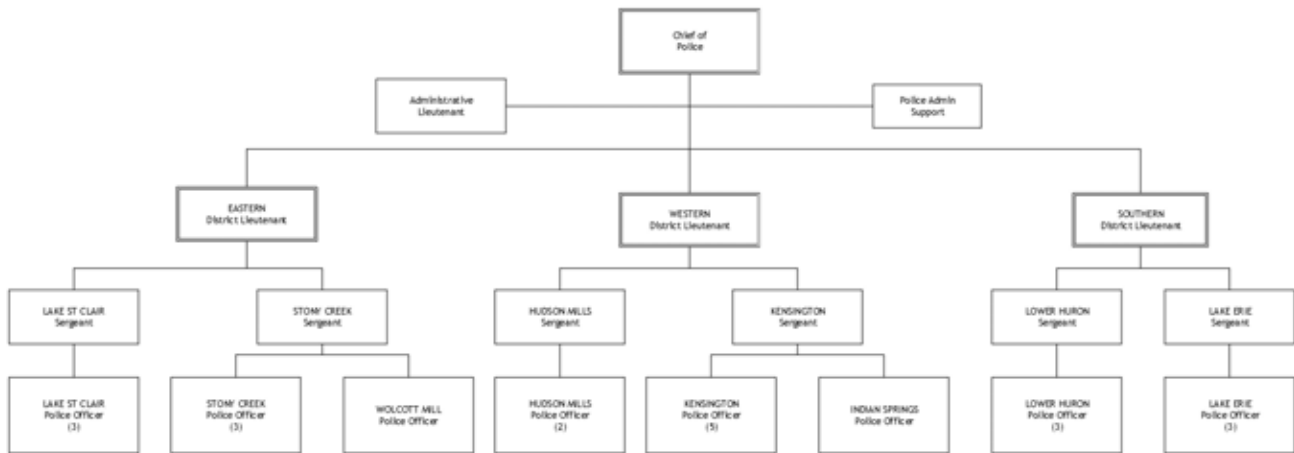 Chief of
Police
Administrative
Lieutenant
Police Admin
Support
EASTERN
District Lieutenant
WESTERN
District Lieutenant
SOUTHERN
District Lieutenant
LAKE ST CLAIR
Sergeant
STONY CREEK
Sergeant
HUDSON MILLS
Sergeant
KENSINGTON
Sergeant
LOWER HURON
Sergeant
LAKE ERIE
Sergeant
LAKE ST CLAIR
Police Officer
(3)
STONY CREEK
Police Officer
(3)
WOLCOTT MILL
Police Officer
HUDSON MILLS
Police Officer
(2)
KENSINGTON
Police Officer
(5)
INDIAN SPRINGS
Police Officer
LOWER HURON
Police Officer
(3)
LAKE ERIE
Police Officer
(3)